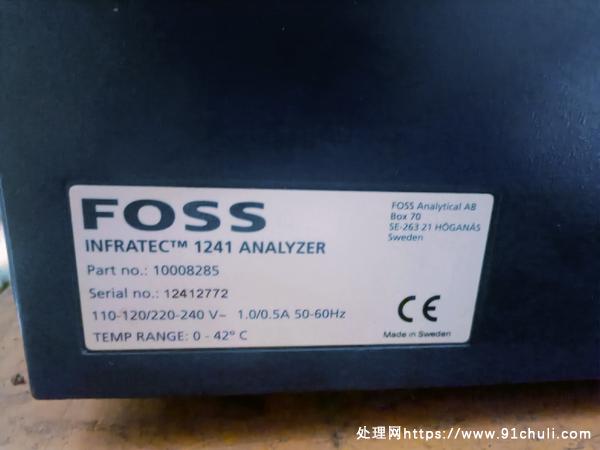 FOSS
INFRATEC™ 1241 ANALYZER
Part no.: 10008285
Serial no.: 12412772
110-120/220-240 V~ 1.0/0.5A 50-60Hz
TEMP RANGE: 0 - 42° C
FOSS Analytical AB
Box 70
SE-263 21 HÖGANÄS
Sweden
CE
Made in Sweden
处理网https://www.91chuli.com/